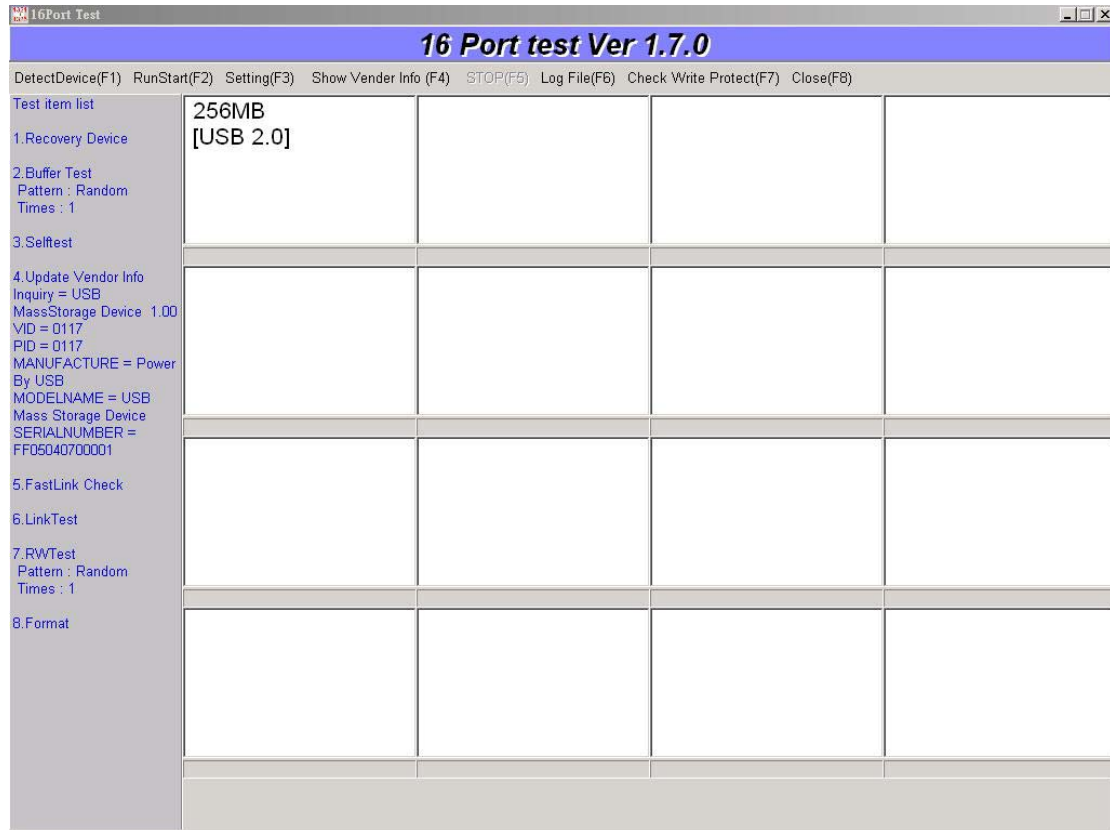 16Port Test
16 Port test Ver 1.7.0
DetectDevice(F1) RunStart(F2) Setting(F3) Show Vender Info (F4) STOP(F5) Log File(F6) Check Write Protect(F7) Close(F8)
Test item list
1.Recovery Device
2.Buffer Test
Pattern : Random
Times : 1
3.Selftest
4.Update Vendor Info
Inquiry = USB
MassStorage Device 1.00
VID = 0117
PID = 0117
MANUFACTURE = Power
By USB
MODELNAME = USB
Mass Storage Device
SERIALNUMBER =
FF05040700001
5.FastLink Check
6.LinkTest
7.RWTest
Pattern : Random
Times : 1
8.Format
256MB
[USB 2.0]